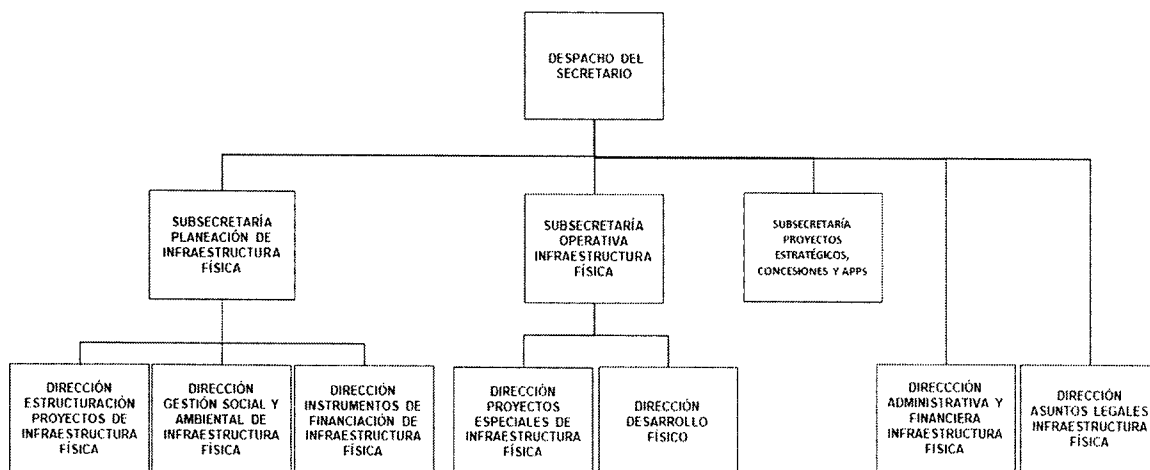 DESPACHO DEL
SECRETARIO
SUBSECRETARÍA
PLANEACIÓN DE
INFRAESTRUCTURA
FÍSICA
SUBSECRETARÍA
OPERATIVA
INFRAESTRUCTURA
FÍSICA
SUBSECRETARÍA
PROYECTOS
ESTRATÉGICOS,
CONCESIONES Y APPS
DIRECCIÓN
ESTRUCTURACIÓN
PROYECTOS DE
INFRAESTRUCTURA
FÍSICA
DIRECCIÓN
GESTIÓN SOCIAL Y
AMBIENTAL DE
INFRAESTRUCTURA
FÍSICA
DIRECCIÓN
INSTRUMENTOS DE
FINANCIACIÓN DE
INFRAESTRUCTURA
FÍSICA
DIRECCIÓN
PROYECTOS
ESPECIALES DE
INFRAESTRUCTURA
FÍSICA
DIRECCIÓN
DESARROLLO
FÍSICO
DIRECCCIÓN
ADMINISTRATIVA Y
FINANCIERA
INFRAESTRUCTURA
FÍSICA
DIRECCIÓN
ASUNTOS LEGALES
INFRAESTRUCTURA
FÍSICA